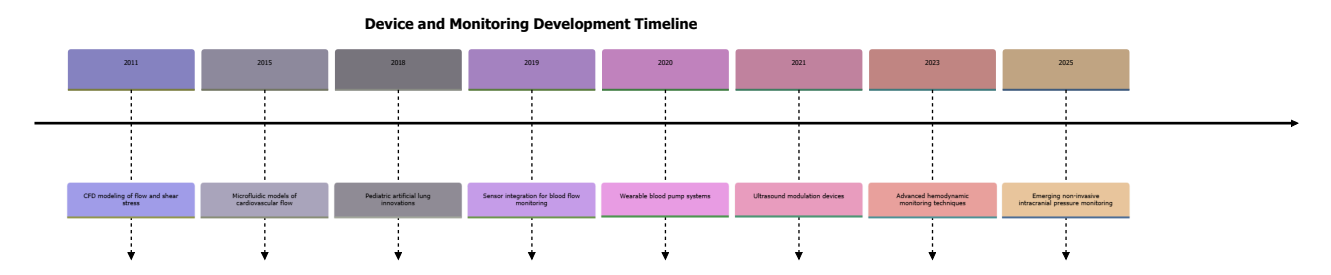 Device and Monitoring Development Timeline
2011
2015
2018
2019
2020
2021
2023
2025
CFD modeling of flow and shear
stress
Microfluidic models of
cardiovascular flow
Pediatric artificial lung
innovations
Sensor integration for blood flow
monitoring
Wearable blood pump systems
Ultrasound modulation devices
Advanced hemodynamic
monitoring techniques
Emerging non-invasive
intracranial pressure monitoring